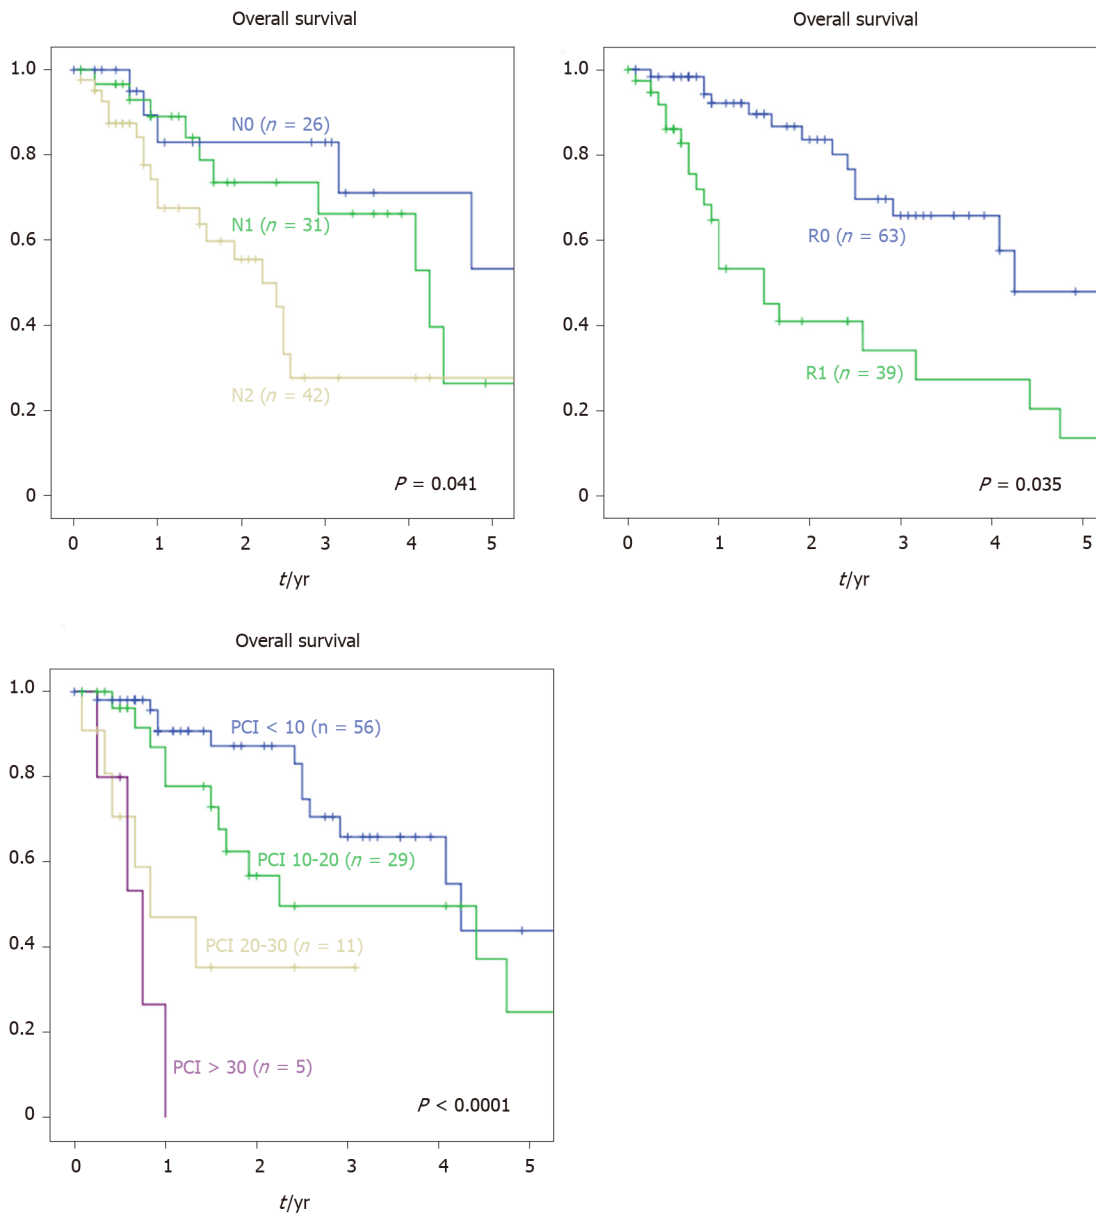 Overall survival
1.0
0.8
0.6
0.4
0.2
0
N0 (n = 26)
N1 (n = 31)
N2 (n = 42)
P = 0.041
0 1 2 3 4 5
t/yr
Overall survival
1.0
0.8
0.6
0.4
0.2
0
R0 (n = 63)
R1 (n = 39)
P = 0.035
0 1 2 3 4 5
t/yr
Overall survival
1.0
0.8
0.6
0.4
0.2
0
PCI < 10 (n = 56)
PCI 10-20 (n = 29)
PCI 20-30 (n = 11)
PCI > 30 (n = 5)
P < 0.0001
0 1 2 3 4 5
t/yr